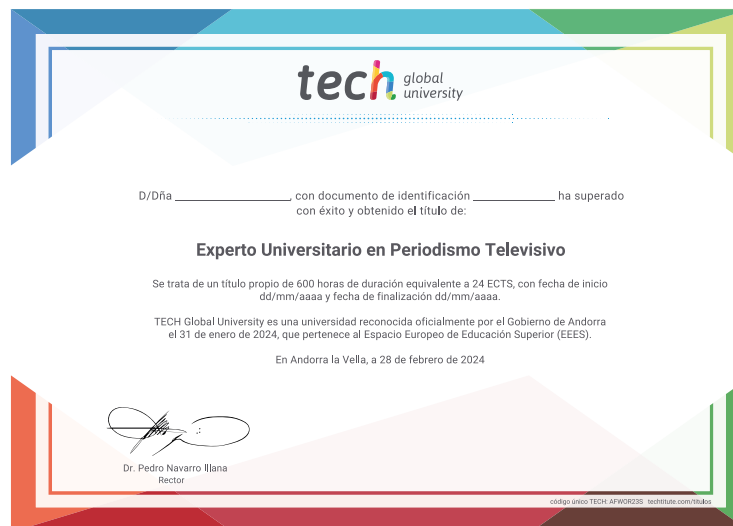 tech global university
D/Dña ________________, con documento de identificación ____________ ha superado
con éxito y obtenido el título de:
Experto Universitario en Periodismo Televisivo
Se trata de un título propio de 600 horas de duración equivalente a 24 ECTS, con fecha de inicio
dd/mm/aaaa y fecha de finalización dd/mm/aaaa.
TECH Global University es una universidad reconocida oficialmente por el Gobierno de Andorra
el 31 de enero de 2024, que pertenece al Espacio Europeo de Educación Superior (EEES).
En Andorra la Vella, a 28 de febrero de 2024
Dr. Pedro Navarro Illana
Rector
código único TECH: AFWOR23S techtitute.com/titulos